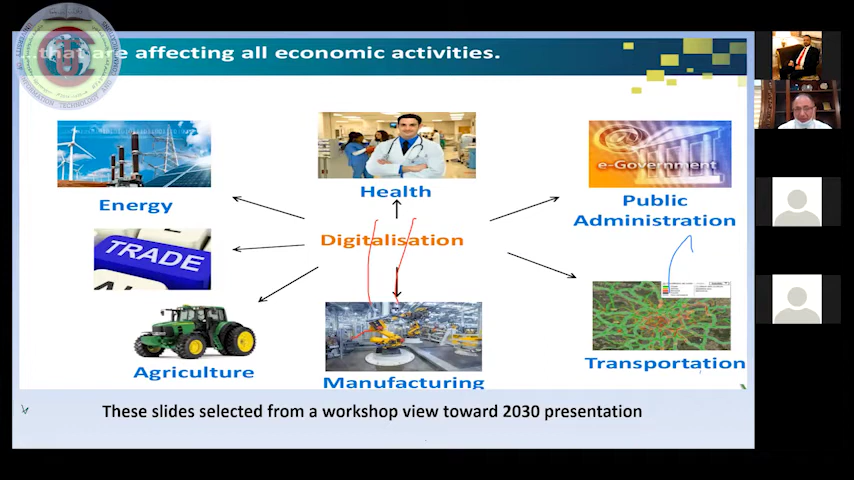 ...that are affecting all economic activities.
Energy
Health
e-Government
Public
Administration
Digitalisation
TRADE
Agriculture
Manufacturing
Transportation
These slides selected from a workshop view toward 2030 presentation